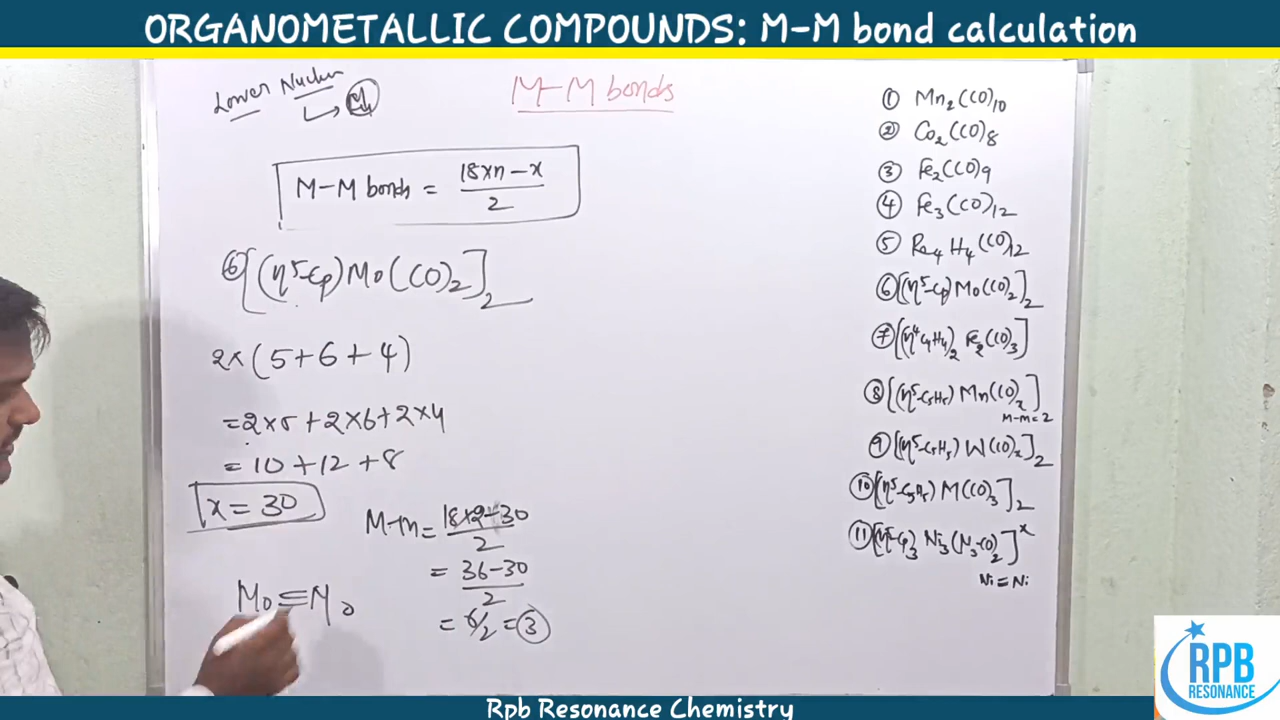 ORGANOMETALLIC COMPOUNDS: M-M bond calculation
Lower Nuclear
↳ M₄
M-M bonds
M-M bonds = (18×n - x)/2
⑥ [(η⁵-Cp)Mo(CO)₂]₂
2×(5+6+4)
= 2×5+2×6+2×4
= 10+12+8
x = 30
M-M = (18×2-30)/2
= (36-30)/2
= 6/2 = ③
Mo≡Mo
① Mn₂(CO)₁₀
② Co₂(CO)₈
③ Fe₂(CO)₉
④ Fe₃(CO)₁₂
⑤ Re₄H₄(CO)₁₂
⑥ [(η⁵-Cp)Mo(CO)₂]₂
⑦ [(η⁴C₄H₄)₂Fe₂(CO)₃]
⑧ [(η⁵-C₅H₅)Mn(CO)ₓ]
M-M=2
⑨ [(η⁵-C₅H₅)W(CO)ₓ]₂
⑩ [(η⁵-C₅H₅)M(CO)₃]₂
⑪
Ni=Ni
RPB
RESONANCE
Rpb Resonance Chemistry